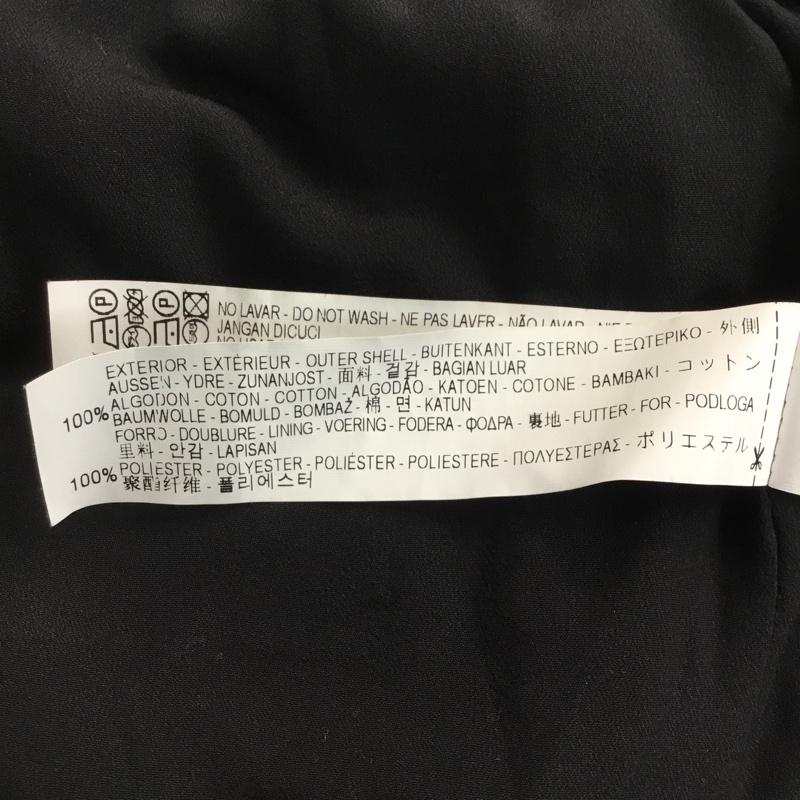 NO LAVAR - DO NOT WASH - NE PAS LAVER - NÃO LAVAR
JANGAN DICUCI
EXTERIOR - EXTÉRIEUR - OUTER SHELL - BUITENKANT - ESTERNO - ΕΞΩΤΕΡΙΚΟ - 外側
AUSSEN - YDRE - ZUNANJOST - 面料 - 겉감 - BAGIAN LUAR
100% ALGODON - COTON - COTTON - ALGODÃO - KATOEN - COTONE - BAMBAKI - コットン
BAUMWOLLE - BOMULD - BOMBAŽ - 棉 - 면 - KATUN
FORRO - DOUBLURE - LINING - VOERING - FODERA - ΦΟΔΡΑ - 裏地 - FUTTER - FOR - PODLOGA
里料 - 안감 - LAPISAN
100% POLIESTER - POLYESTER - POLIÉSTER - POLIESTERE - ΠΟΛΥΕΣΤΕΡΑΣ - ポリエステル
聚酯纤维 - 폴리에스터